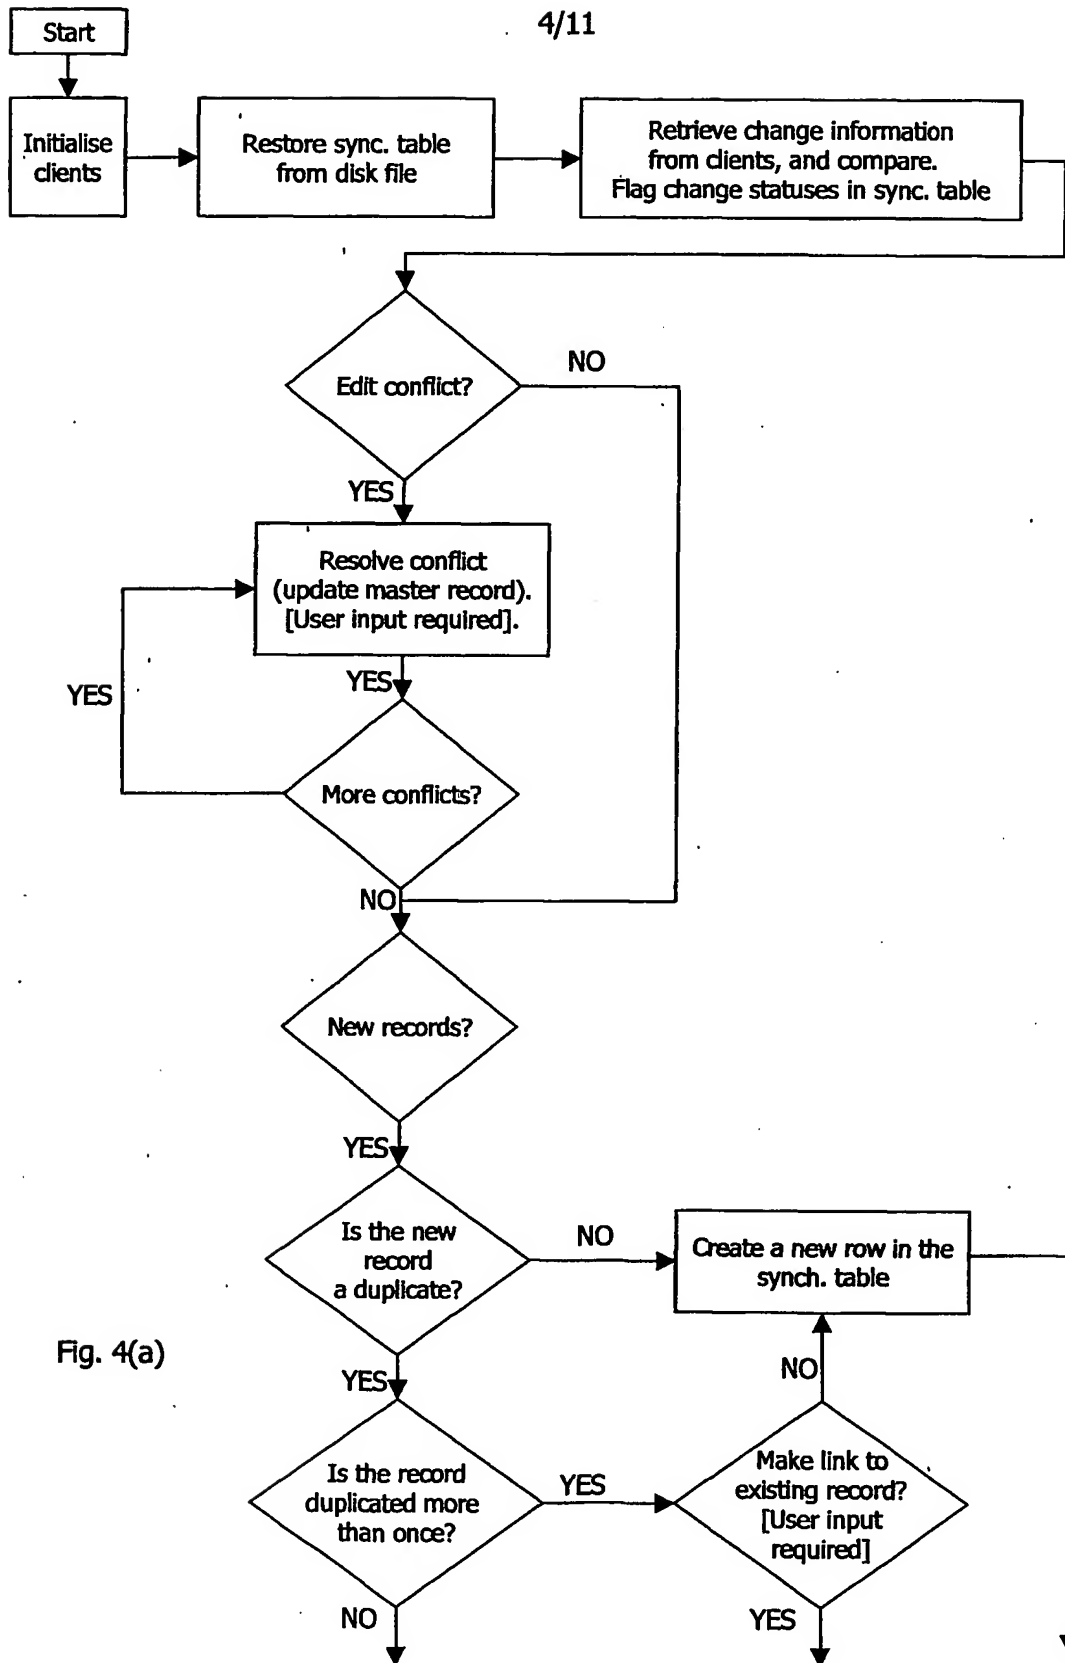 4/11
Start
Initialise
clients
Restore sync. table
from disk file
Retrieve change information
from clients, and compare.
Flag change statuses in sync. table
Edit conflict?
NO
YES
Resolve conflict
(update master record).
[User input required].
YES
YES
More conflicts?
NO
New records?
YES
Is the new
record
a duplicate?
NO
Create a new row in the
synch. table
Fig. 4(a)
YES
NO
Is the record
duplicated more
than once?
YES
Make link to
existing record?
[User input
required]
NO
YES